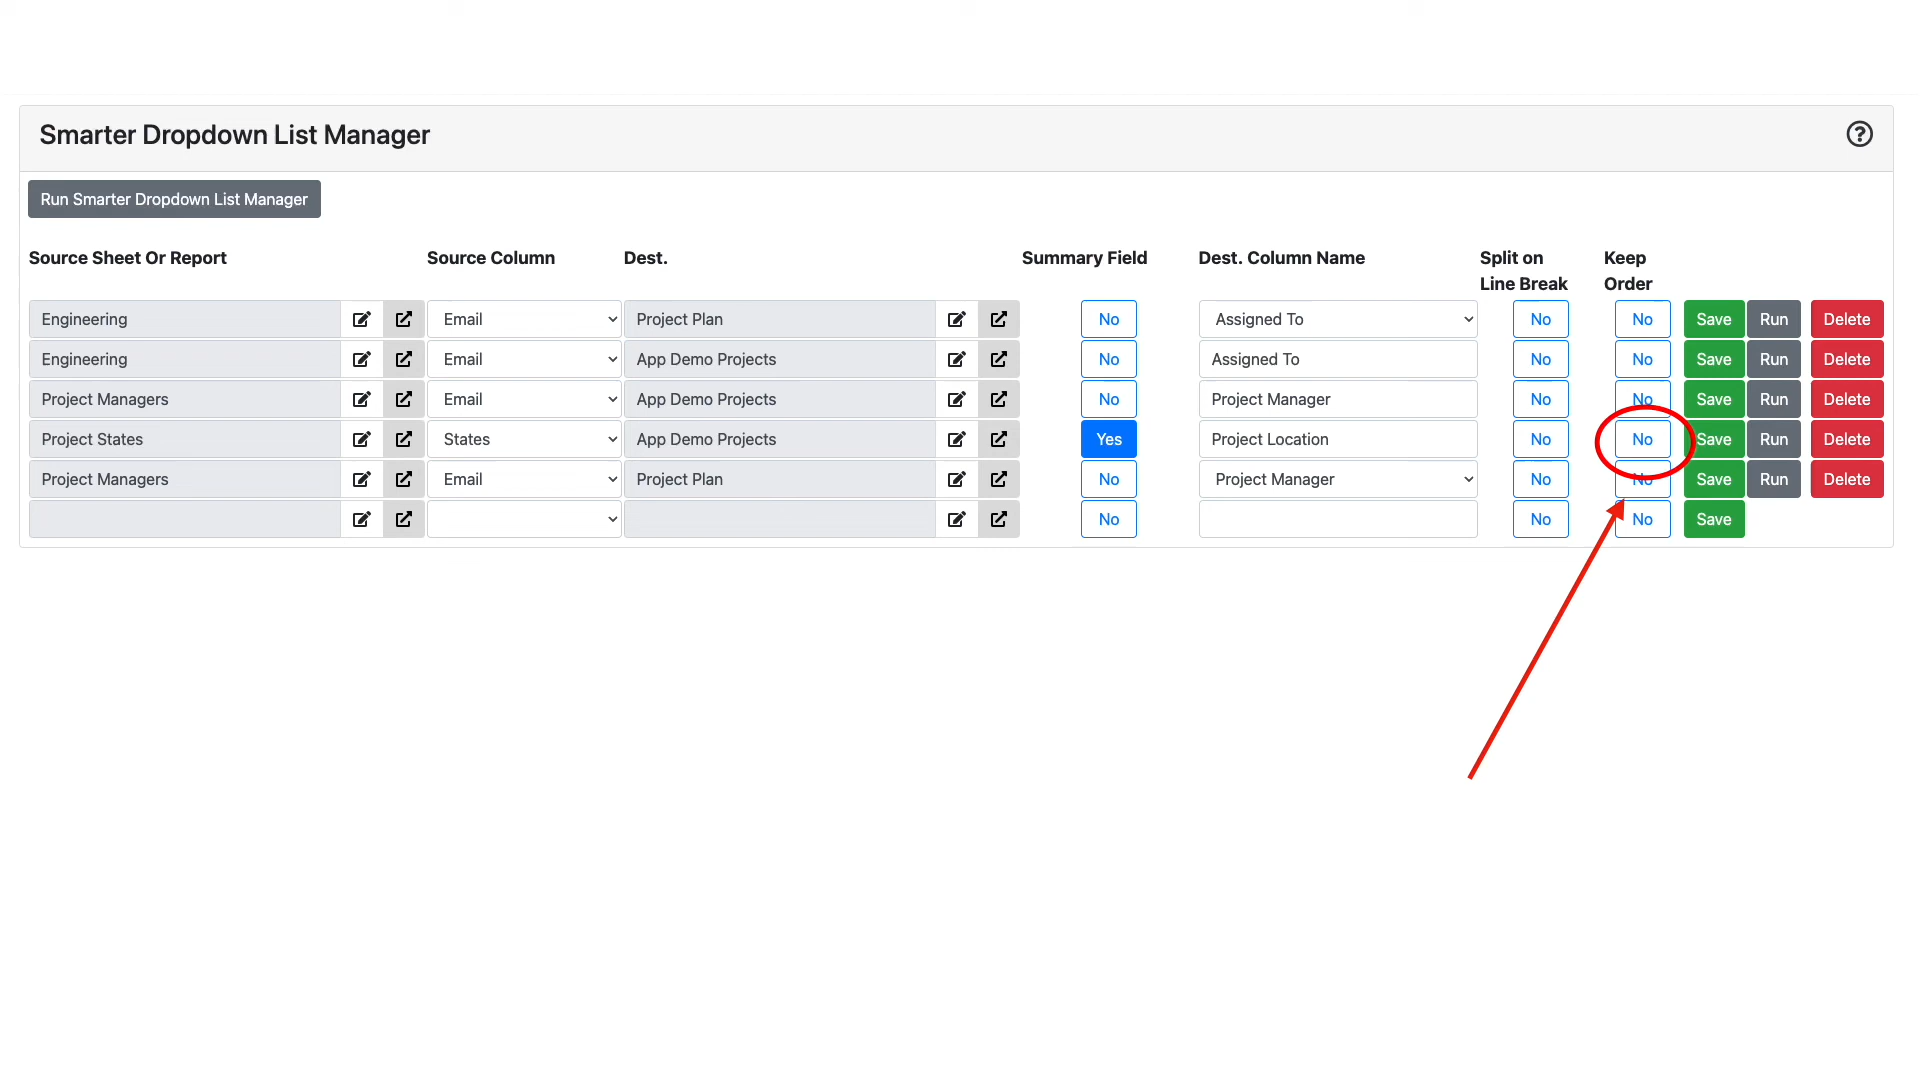 Smarter Dropdown List Manager
Run Smarter Dropdown List Manager
Source Sheet Or Report Source Column Dest. Summary Field Dest. Column Name Split on Line Break Keep Order
Engineering Email Project Plan No Assigned To No No Save Run Delete
Engineering Email App Demo Projects No Assigned To No No Save Run Delete
Project Managers Email App Demo Projects No Project Manager No No Save Run Delete
Project States States App Demo Projects Yes Project Location No No Save Run Delete
Project Managers Email Project Plan No Project Manager No No Save Run Delete
No No No Save